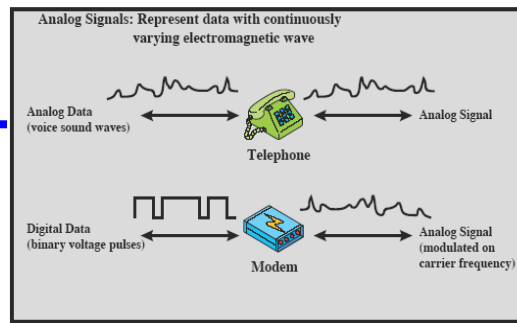 Analog Signals: Represent data with continuously
varying electromagnetic wave
Analog Data
(voice sound waves)
Analog Signal
Telephone
Digital Data
(binary voltage pulses)
Analog Signal
(modulated on
carrier frequency)
Modem